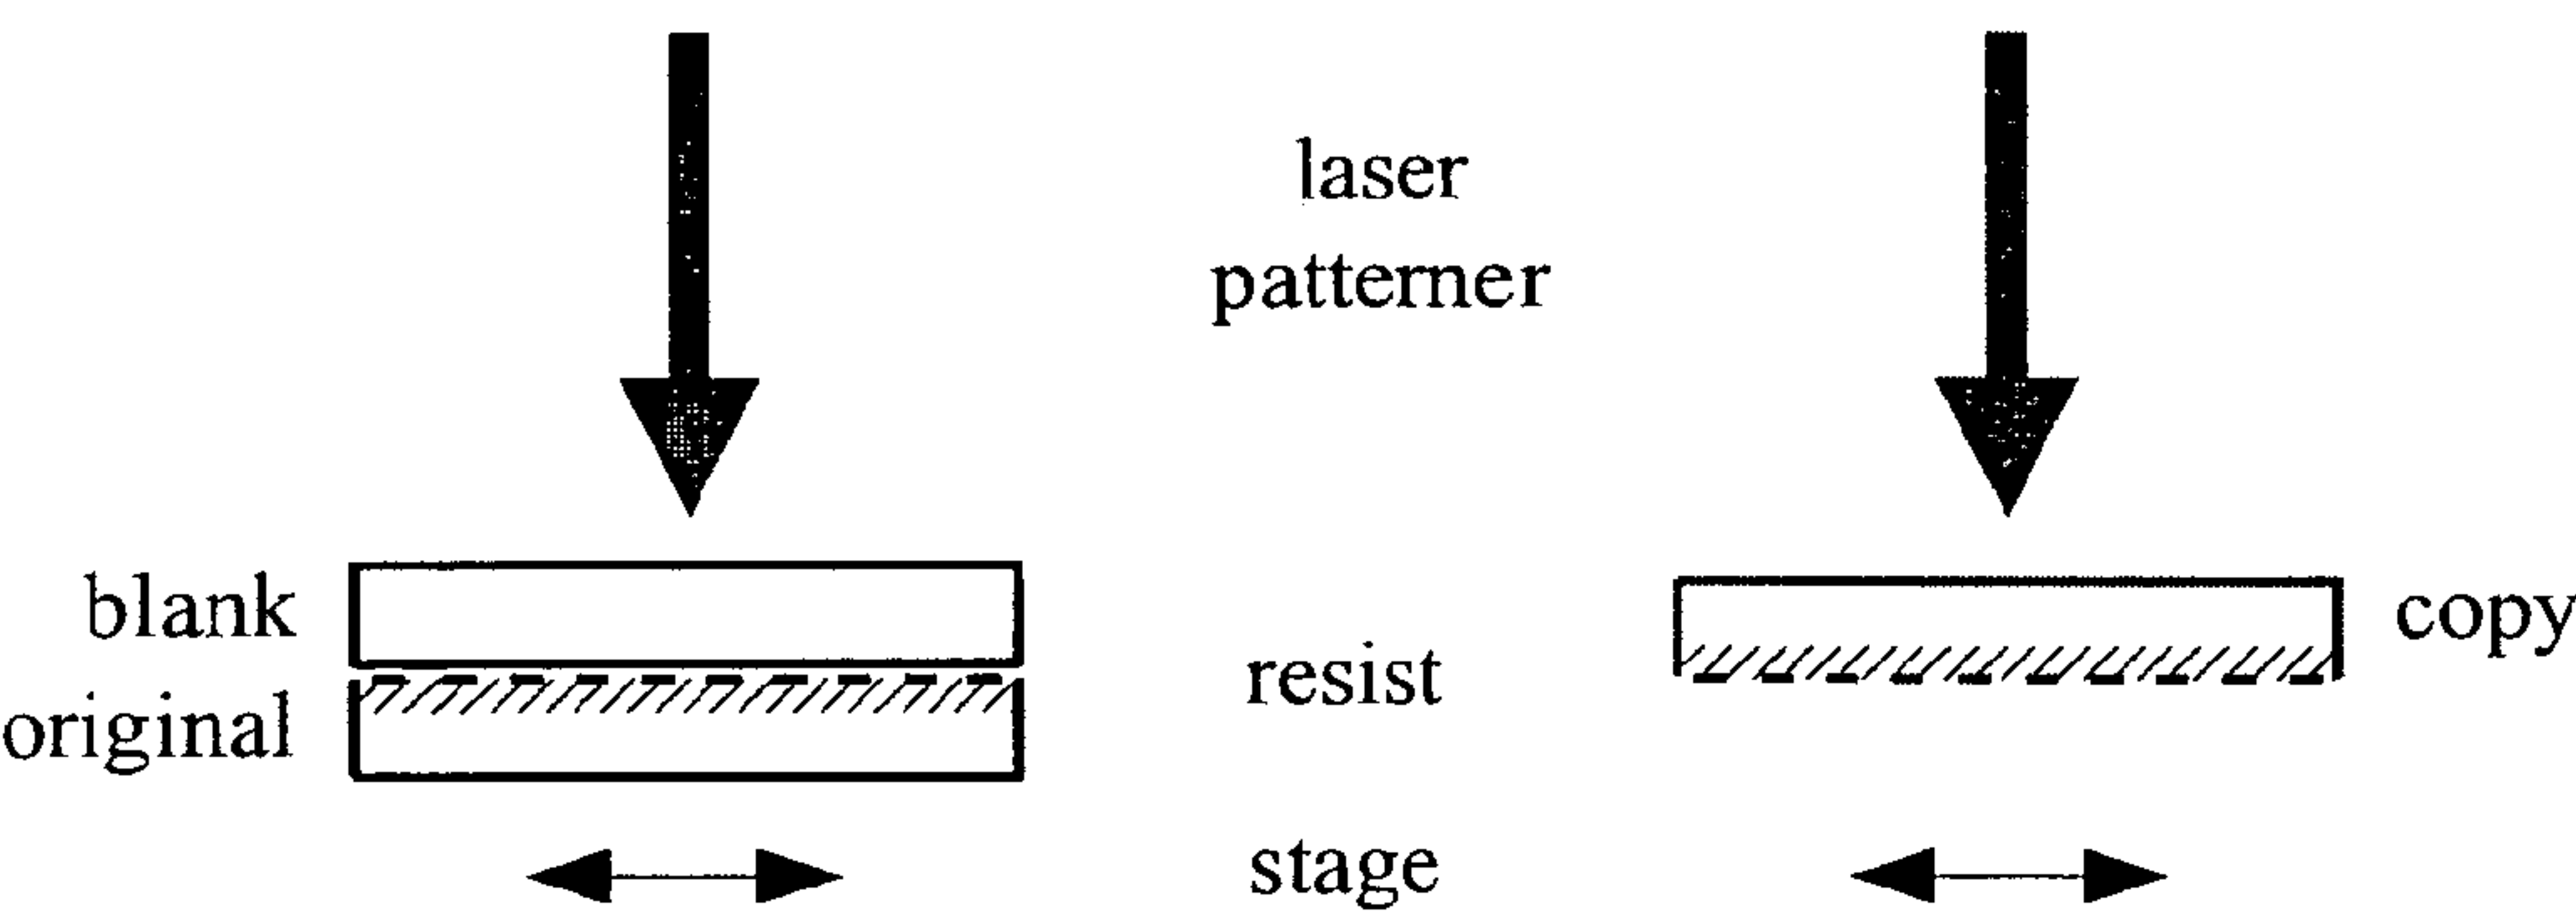 laser
patterner
blank
original
resist
copy
stage